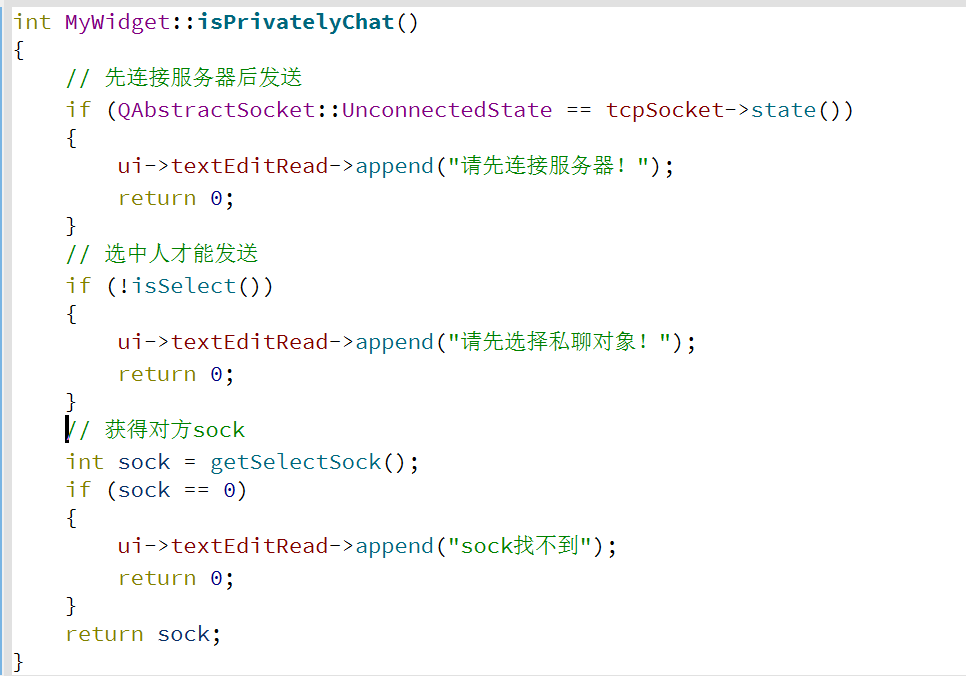 int MyWidget::isPrivatelyChat()
{
    // 先连接服务器后发送
    if (QAbstractSocket::UnconnectedState == tcpSocket->state())
    {
        ui->textEditRead->append("请先连接服务器！");
        return 0;
    }
    // 选中人才能发送
    if (!isSelect())
    {
        ui->textEditRead->append("请先选择私聊对象！");
        return 0;
    }
    // 获得对方sock
    int sock = getSelectSock();
    if (sock == 0)
    {
        ui->textEditRead->append("sock找不到");
        return 0;
    }
    return sock;
}